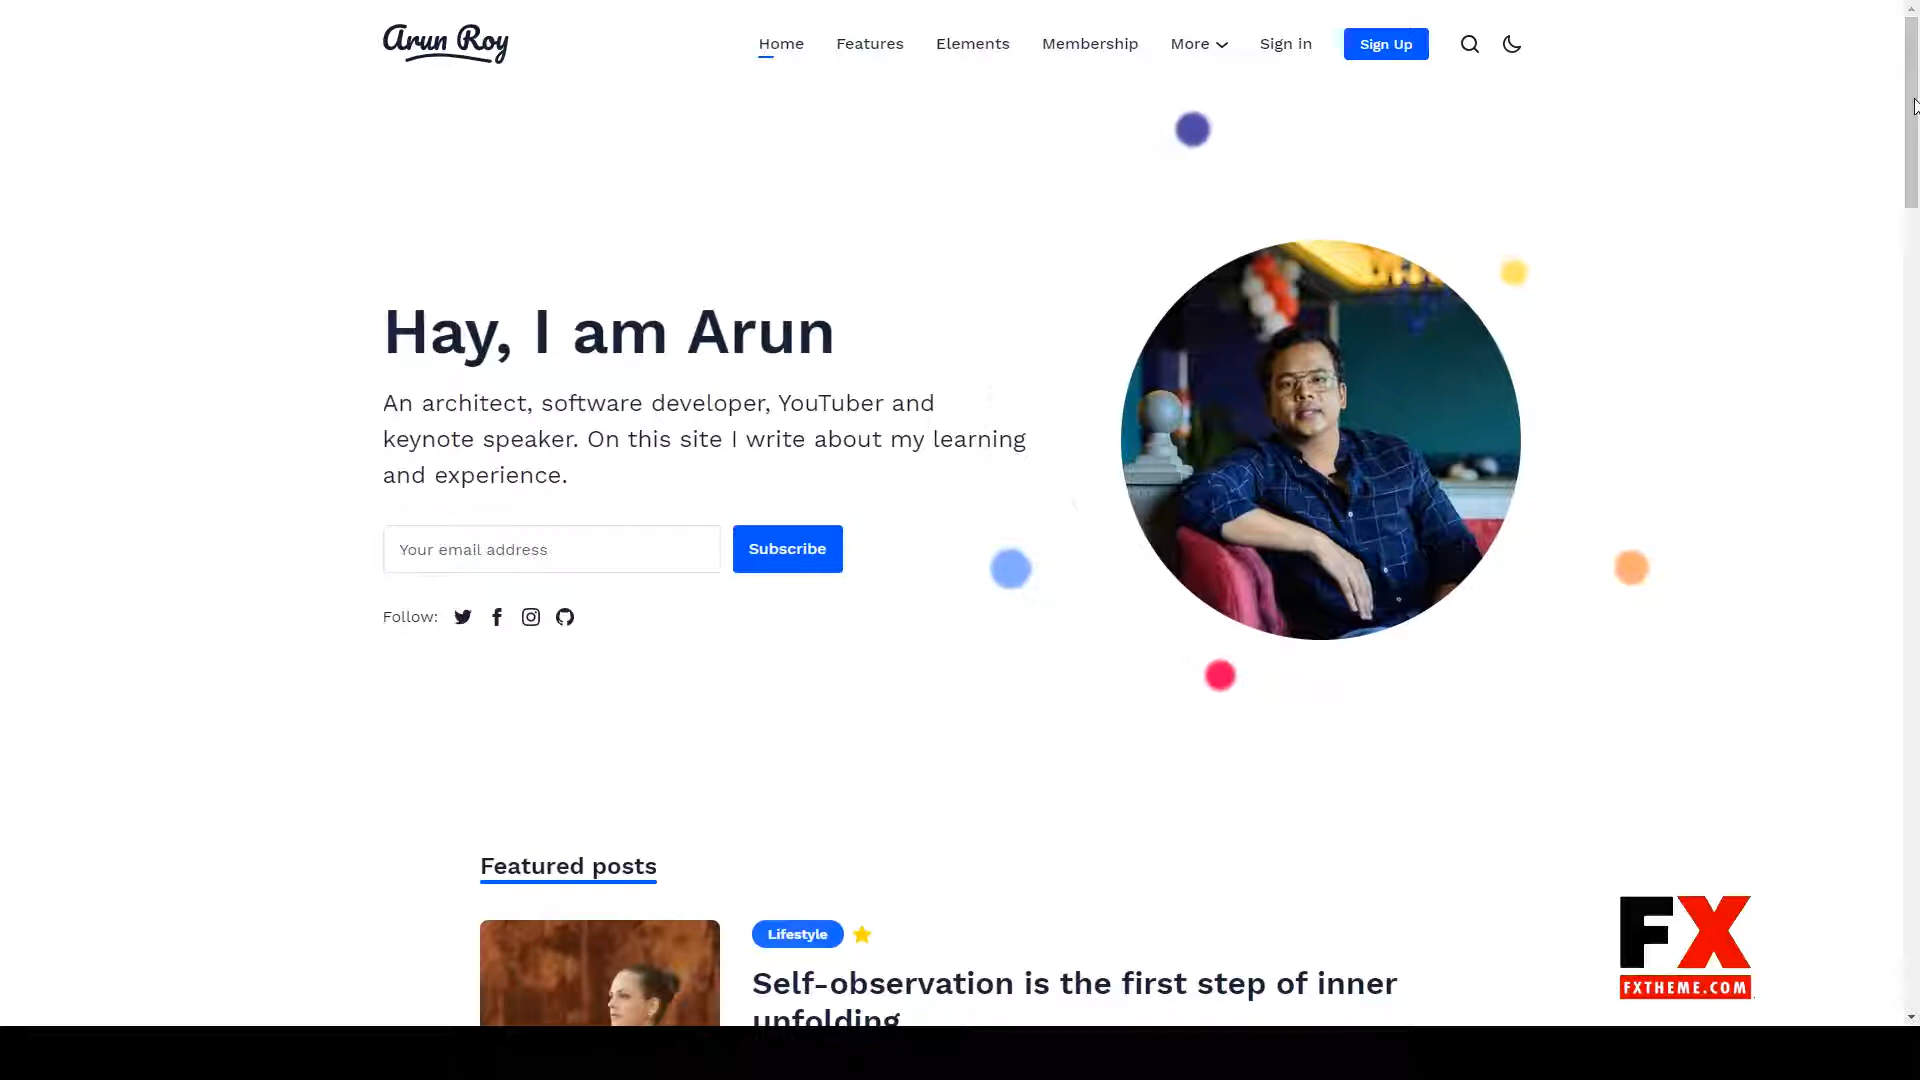 Arun Roy
Home Features Elements Membership More Sign in Sign Up
Hay, I am Arun
An architect, software developer, YouTuber and
keynote speaker. On this site I write about my learning
and experience.
Your email address
Subscribe
Follow:
Featured posts
Lifestyle
Self-observation is the first step of inner
unfolding
FX
FXTHEME.COM